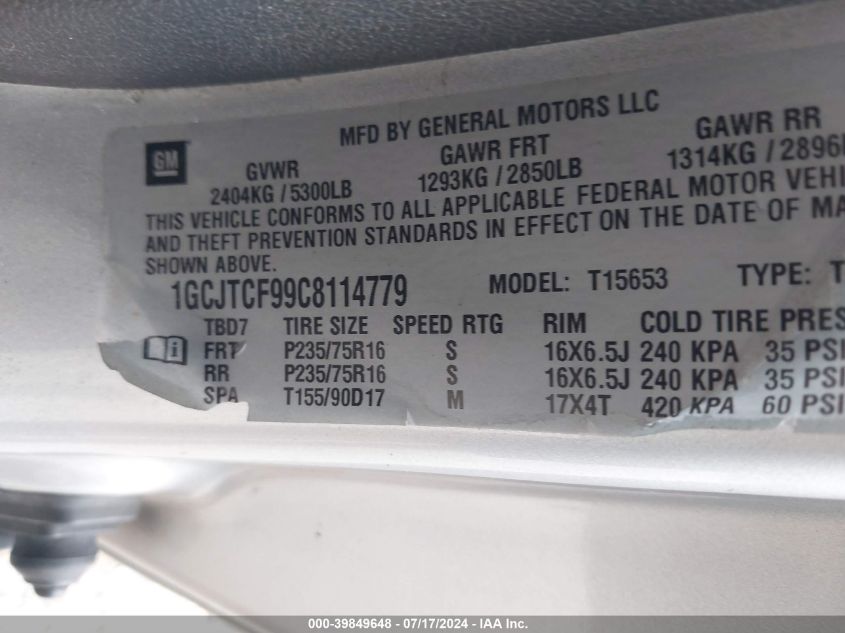 MFD BY GENERAL MOTORS LLC
GM
GVWR GAWR FRT GAWR RR
2404KG / 5300LB 1293KG / 2850LB 1314KG / 2896
THIS VEHICLE CONFORMS TO ALL APPLICABLE FEDERAL MOTOR VEHI
AND THEFT PREVENTION STANDARDS IN EFFECT ON THE DATE OF MA
SHOWN ABOVE.
1GCJTCF99C8114779 MODEL: T15653 TYPE: T
TBD7 TIRE SIZE SPEED RTG RIM COLD TIRE PRES
FRT P235/75R16 S 16X6.5J 240 KPA 35 PSI
RR P235/75R16 S 16X6.5J 240 KPA 35 PSI
SPA T155/90D17 M 17X4T 420 KPA 60 PSI
000-39849648 - 07/17/2024 - IAA Inc.